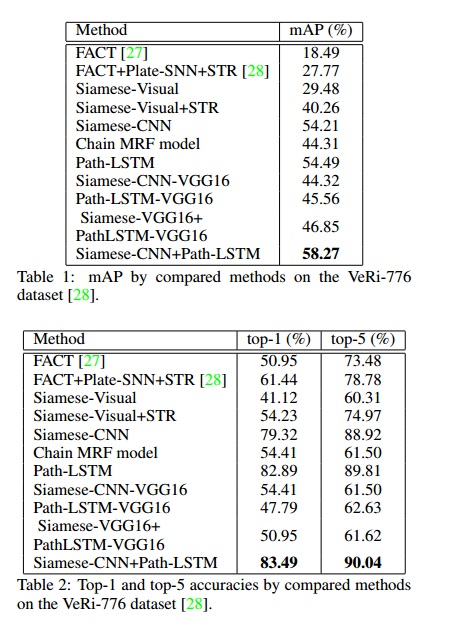 Method mAP (%)
FACT [27] 18.49
FACT+Plate-SNN+STR [28] 27.77
Siamese-Visual 29.48
Siamese-Visual+STR 40.26
Siamese-CNN 54.21
Chain MRF model 44.31
Path-LSTM 54.49
Siamese-CNN-VGG16 44.32
Path-LSTM-VGG16 45.56
Siamese-VGG16+
PathLSTM-VGG16 46.85
Siamese-CNN+Path-LSTM 58.27
Table 1: mAP by compared methods on the VeRi-776
dataset [28].
Method top-1 (%) top-5 (%)
FACT [27] 50.95 73.48
FACT+Plate-SNN+STR [28] 61.44 78.78
Siamese-Visual 41.12 60.31
Siamese-Visual+STR 54.23 74.97
Siamese-CNN 79.32 88.92
Chain MRF model 54.41 61.50
Path-LSTM 82.89 89.81
Siamese-CNN-VGG16 54.41 61.50
Path-LSTM-VGG16 47.79 62.63
Siamese-VGG16+
PathLSTM-VGG16 50.95 61.62
Siamese-CNN+Path-LSTM 83.49 90.04
Table 2: Top-1 and top-5 accuracies by compared methods
on the VeRi-776 dataset [28].